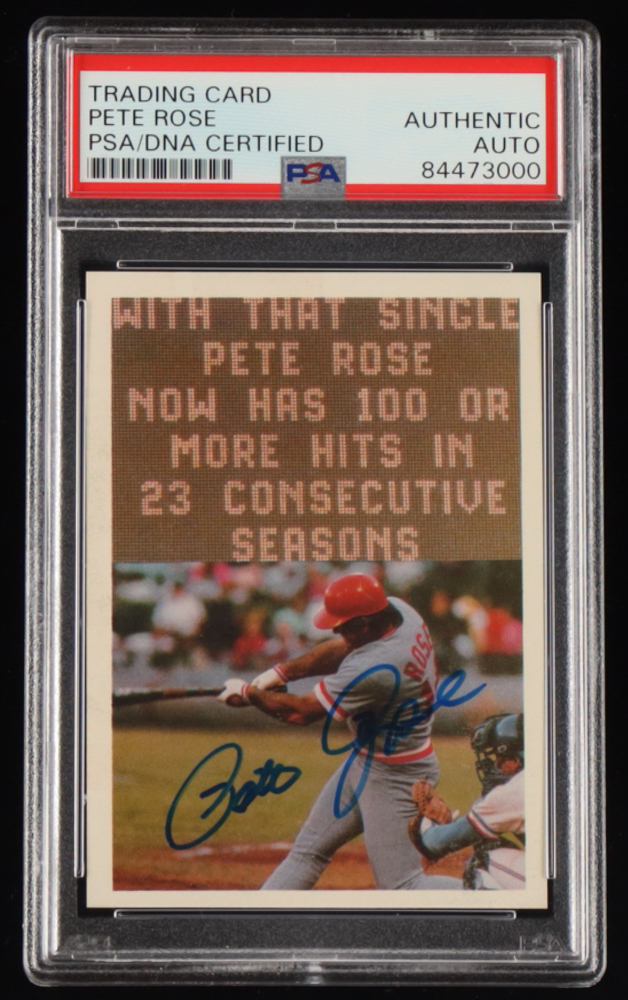 TRADING CARD
PETE ROSE
PSA/DNA CERTIFIED
AUTHENTIC
AUTO
84473000
PSA
WITH THAT SINGLE
PETE ROSE
NOW HAS 100 OR
MORE HITS IN
23 CONSECUTIVE
SEASONS
ROSE
Pete Rose